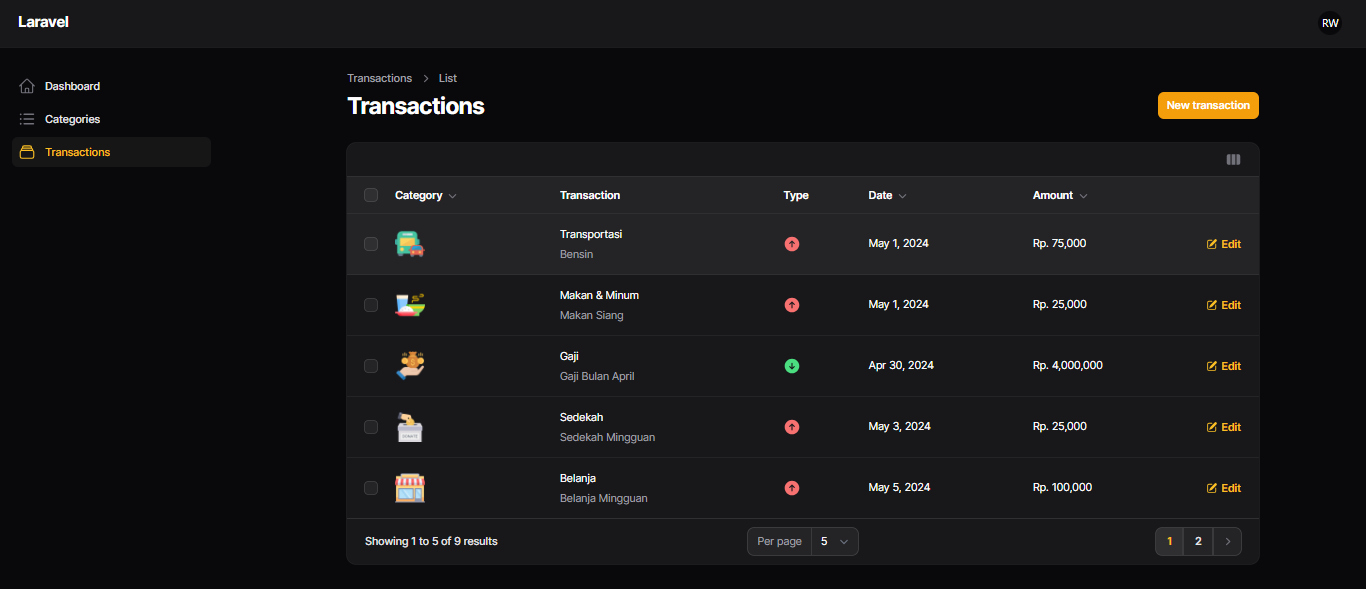 Laravel
RW
Dashboard
Categories
Transactions
Transactions > List
Transactions
New transaction
Category Transaction Type Date Amount
Transportasi
Bensin
May 1, 2024 Rp. 75,000 Edit
Makan & Minum
Makan Siang
May 1, 2024 Rp. 25,000 Edit
Gaji
Gaji Bulan April
Apr 30, 2024 Rp. 4,000,000 Edit
Sedekah
Sedekah Mingguan
May 3, 2024 Rp. 25,000 Edit
Belanja
Belanja Mingguan
May 5, 2024 Rp. 100,000 Edit
Showing 1 to 5 of 9 results
Per page 5
1 2